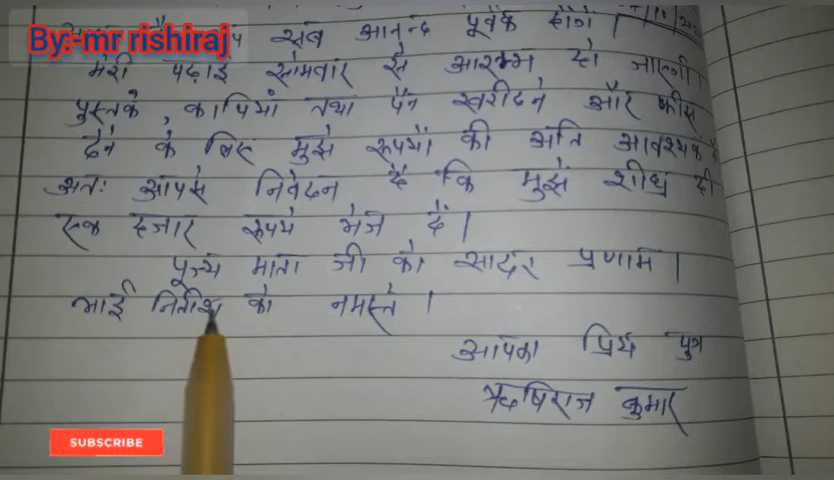 By:-mr rishiraj
सब आनन्द पूर्वक होंगे।
मेरी पढ़ाई सोमवार से आरम्भ हो जाएगी
पुस्तकें, कापियाँ तथा पैन खरीदने और फीस
देने के लिए मुझे रूपयों की अति आवश्यक
अतः आपसे निवेदन है कि मुझे शीघ्र ही
एक हजार रूपये भेज दें।
पूज्य माता जी को सादर प्रणाम।
भाई नितीश को नमस्ते।
आपका प्रिय पुत्र
ऋषिराज कुमार
SUBSCRIBE